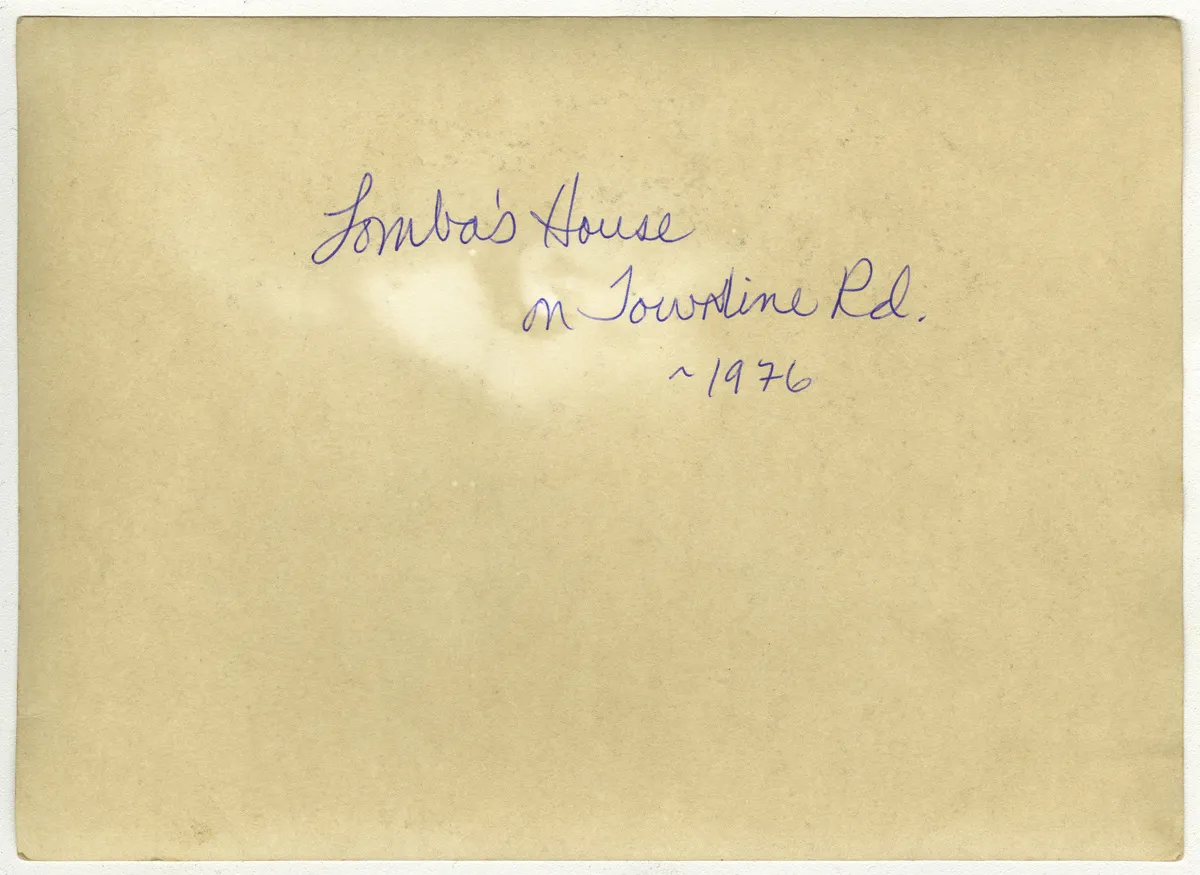 Lomba's House
on Townline Rd.
~1976